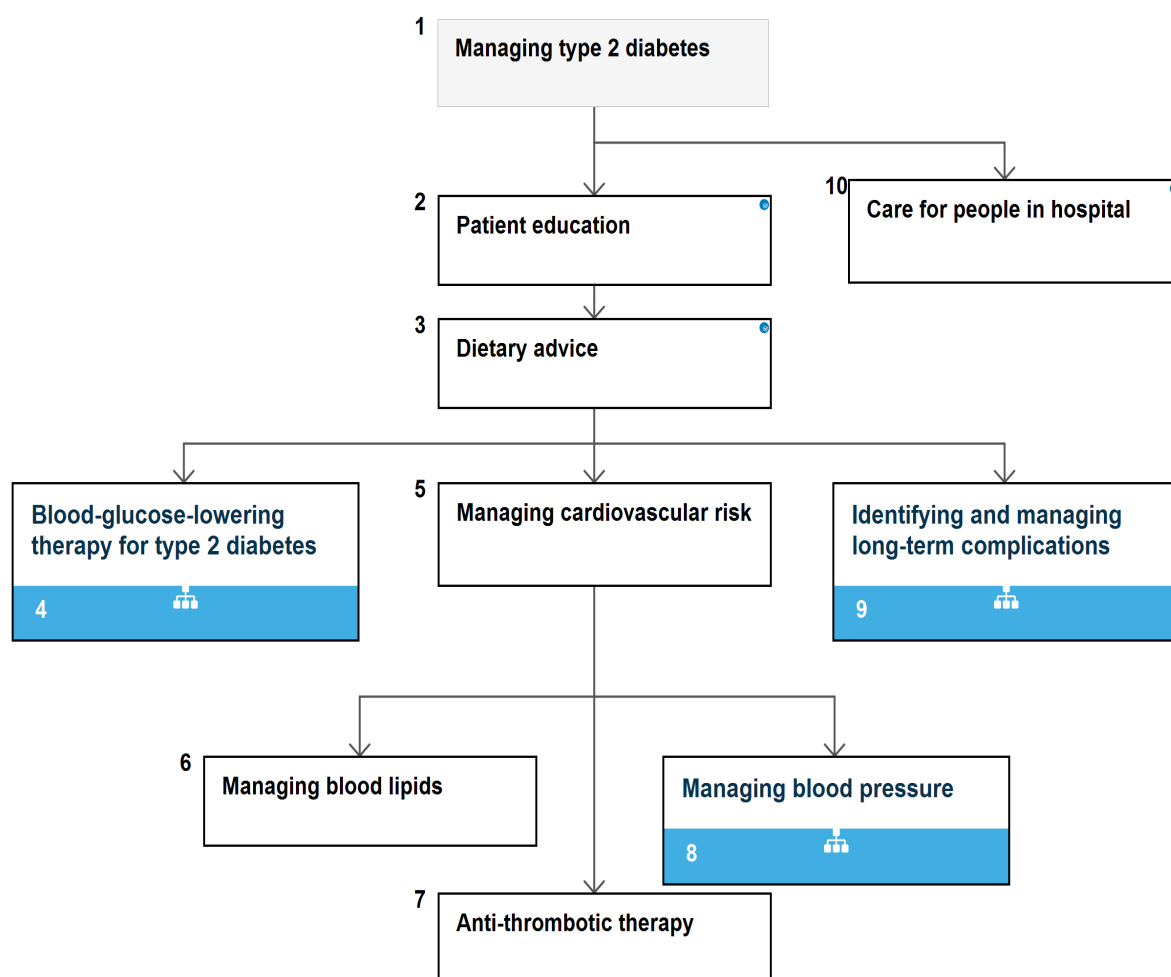 1
Managing type 2 diabetes
2
Patient education
10
Care for people in hospital
3
Dietary advice
Blood-glucose-lowering
therapy for type 2 diabetes
4
5
Managing cardiovascular risk
Identifying and managing
long-term complications
9
6
Managing blood lipids
Managing blood pressure
8
7
Anti-thrombotic therapy